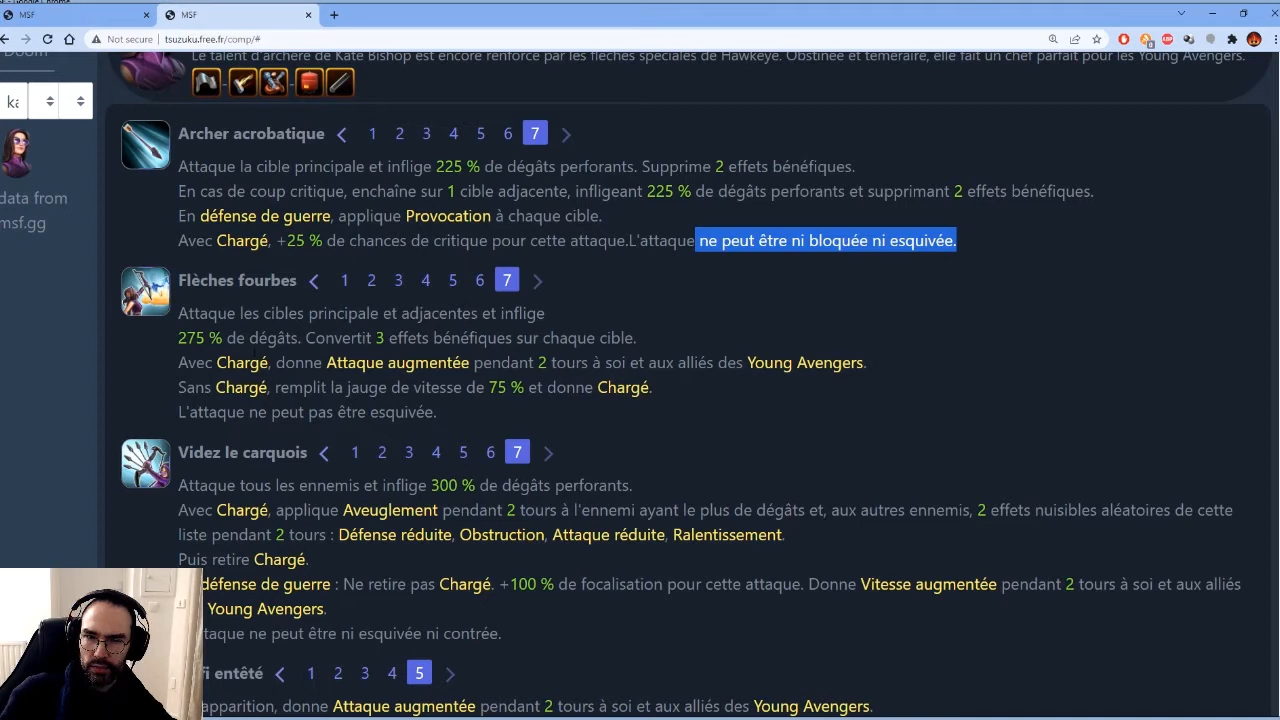 MSF
MSF
Not secure
tsuzuku.free.fr/comp/#
Le talent d'archère de Kate Bishop est encore renforcé par les flèches spéciales de Hawkeye. Obstinée et téméraire, elle fait un chef parfait pour les Young Avengers.
data from
msf.gg
Archer acrobatique 1 2 3 4 5 6 7
Attaque la cible principale et inflige 225 % de dégâts perforants. Supprime 2 effets bénéfiques.
En cas de coup critique, enchaîne sur 1 cible adjacente, infligeant 225 % de dégâts perforants et supprimant 2 effets bénéfiques.
En défense de guerre, applique Provocation à chaque cible.
Avec Chargé, +25 % de chances de critique pour cette attaque.L'attaque ne peut être ni bloquée ni esquivée.
Flèches fourbes 1 2 3 4 5 6 7
Attaque les cibles principale et adjacentes et inflige
275 % de dégâts. Convertit 3 effets bénéfiques sur chaque cible.
Avec Chargé, donne Attaque augmentée pendant 2 tours à soi et aux alliés des Young Avengers.
Sans Chargé, remplit la jauge de vitesse de 75 % et donne Chargé.
L'attaque ne peut pas être esquivée.
Videz le carquois 1 2 3 4 5 6 7
Attaque tous les ennemis et inflige 300 % de dégâts perforants.
Avec Chargé, applique Aveuglement pendant 2 tours à l'ennemi ayant le plus de dégâts et, aux autres ennemis, 2 effets nuisibles aléatoires de cette
liste pendant 2 tours : Défense réduite, Obstruction, Attaque réduite, Ralentissement.
Puis retire Chargé.
défense de guerre : Ne retire pas Chargé. +100 % de focalisation pour cette attaque. Donne Vitesse augmentée pendant 2 tours à soi et aux alliés
Young Avengers.
taque ne peut être ni esquivée ni contrée.
fi entêté 1 2 3 4 5
apparition, donne Attaque augmentée pendant 2 tours à soi et aux alliés des Young Avengers.